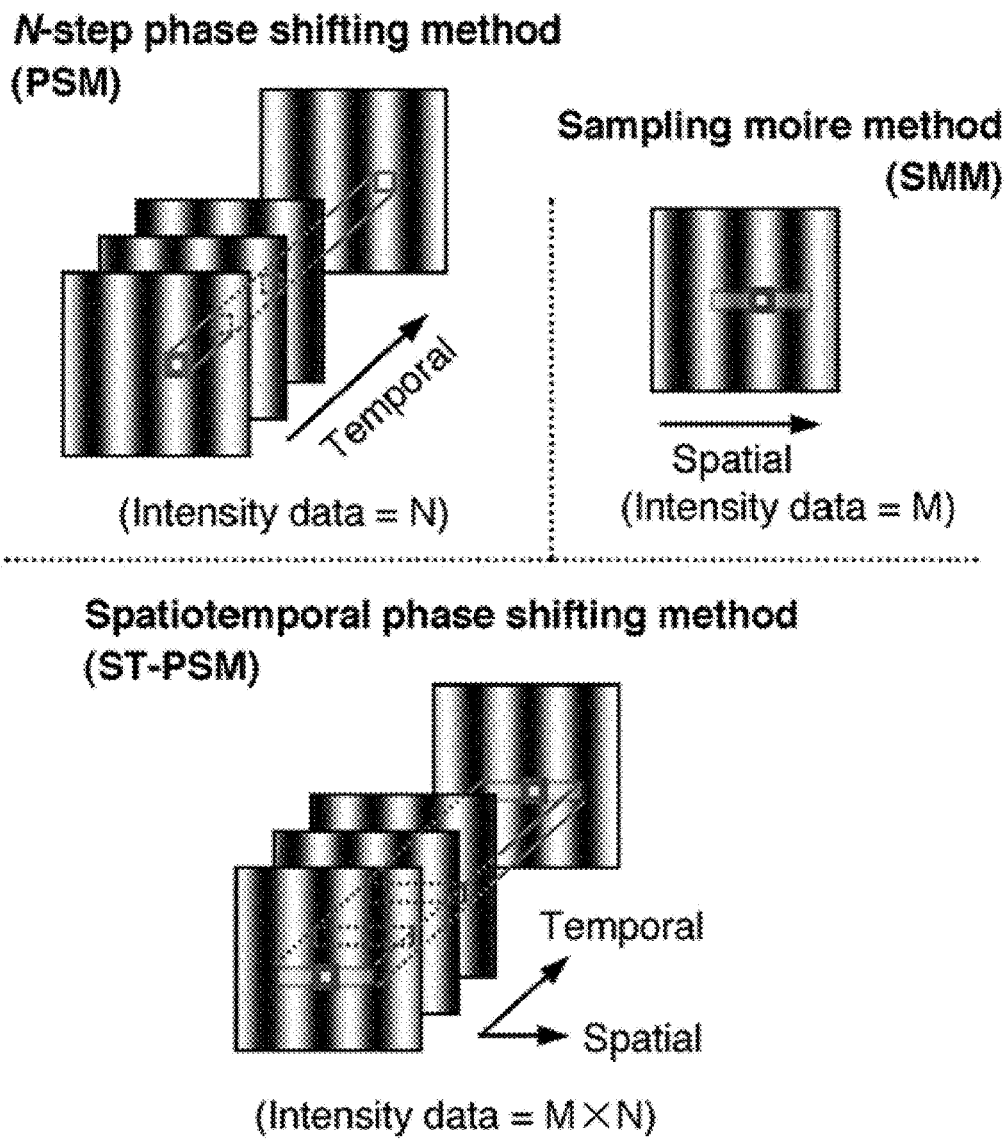 N-step phase shifting method
(PSM)
Temporal
(Intensity data = N)
Sampling moire method
(SMM)
Spatial
(Intensity data = M)
Spatiotemporal phase shifting method
(ST-PSM)
Temporal
Spatial
(Intensity data = M×N)